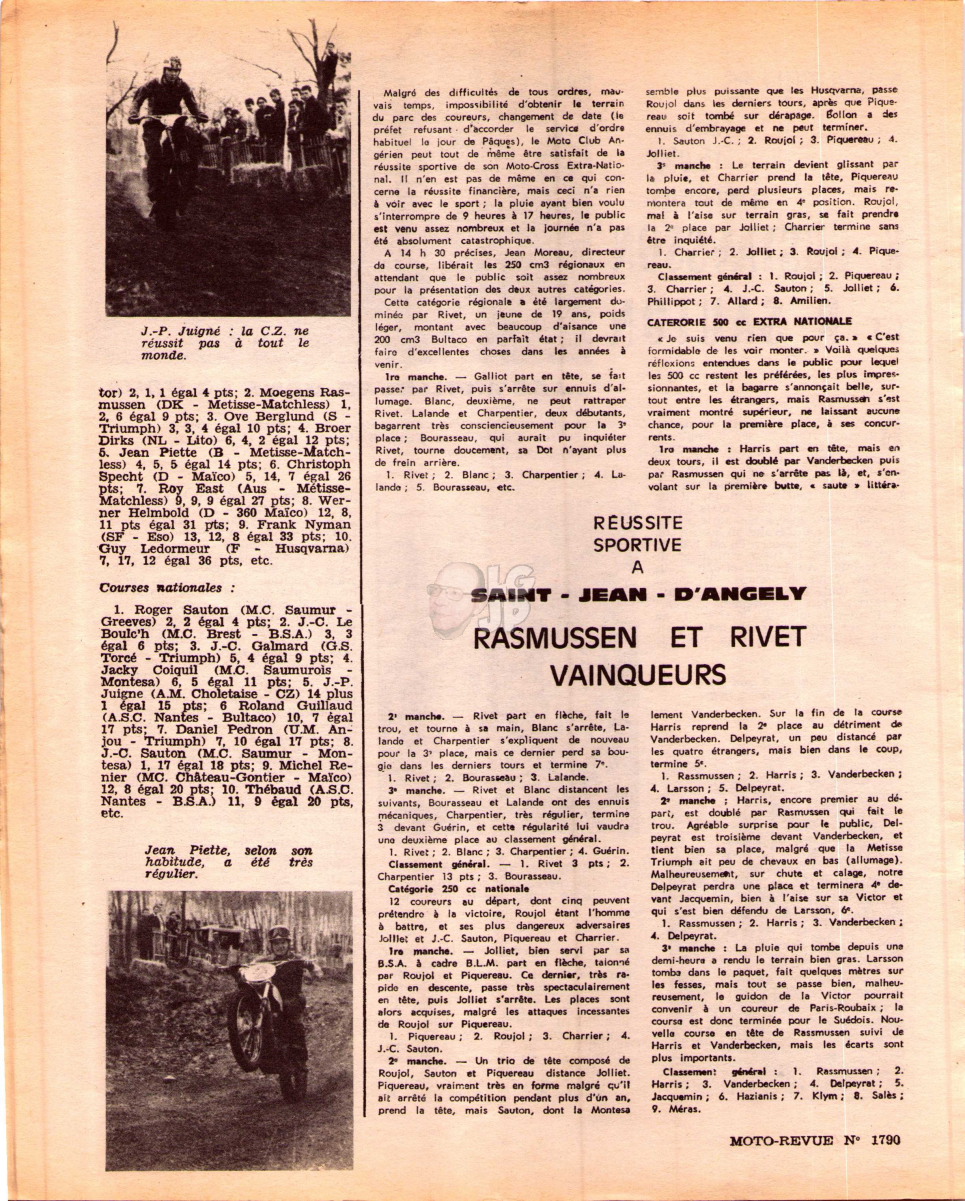 J.-P. Juigné : la C.Z. ne
réussit pas à tout le
monde.
tor) 2, 1, 1 égal 4 pts; 2. Moegens Ras-
mussen (DK - Metisse-Matchless) 1,
2, 6 égal 9 pts; 3. Ove Berglund (S -
Triumph) 3, 3, 4 égal 10 pts; 4. Broer
Dirks (NL - Lito) 6, 4, 2 égal 12 pts;
5. Jean Piette (B - Metisse-Match-
less) 4, 5, 5 égal 14 pts; 6. Christoph
Specht (D - Maïco) 5, 14, 7 égal 26
pts; 7. Roy East (Aus - Métisse-
Matchless) 9, 9, 9 égal 27 pts; 8. Wer-
ner Helmbold (D - 360 Maïco) 12, 8,
11 pts égal 31 pts; 9. Frank Nyman
(SF - Eso) 13, 12, 8 égal 33 pts; 10.
Guy Ledormeur (F - Husqvarna)
7, 17, 12 égal 36 pts, etc.
Courses nationales :
1. Roger Sauton (M.C. Saumur -
Greeves) 2, 2 égal 4 pts; 2. J.-C. Le
Boulc'h (M.C. Brest - B.S.A.) 3, 3
égal 6 pts; 3. J.-C. Galmard (G.S.
Torcé - Triumph) 5, 4 égal 9 pts; 4.
Jacky Coiquil (M.C. Saumurois -
Montesa) 6, 5 égal 11 pts; 5. J.-P.
Juigne (A.M. Choletaise - CZ) 14 plus
1 égal 15 pts; 6 Roland Guillaud
(A.S.C. Nantes - Bultaco) 10, 7 égal
17 pts; 7. Daniel Pedron (U.M. An-
jou - Triumph) 7, 10 égal 17 pts; 8.
J.-C. Sauton (M.C. Saumur - Mon-
tesa) 1, 17 égal 18 pts; 9. Michel Re-
nier (MC. Château-Gontier - Maïco)
12, 8 égal 20 pts; 10. Thébaud (A.S.C.
Nantes - B.S.A.) 11, 9 égal 20 pts,
etc.
Jean Piette, selon son
habitude, a été très
régulier.
Malgré des difficultés de tous ordres, mau-
vais temps, impossibilité d'obtenir le terrain
du parc des coureurs, changement de date (le
préfet refusant d'accorder le service d'ordre
habituel le jour de Pâques), le Moto Club An-
gérien peut tout de même être satisfait de la
réussite sportive de son Moto-Cross Extra-Natio-
nal. Il n'en est pas de même en ce qui con-
cerne la réussite financière, mais ceci n'a rien
à voir avec le sport ; la pluie ayant bien voulu
s'interrompre de 9 heures à 17 heures, le public
est venu assez nombreux et la journée n'a pas
été absolument catastrophique.
A 14 h 30 précises, Jean Moreau, directeur
de course, libérait les 250 cm3 régionaux en
attendant que le public soit assez nombreux
pour la présentation des deux autres catégories.
Cette catégorie régionale a été largement do-
minée par Rivet, un jeune de 19 ans, poids
léger, montant avec beaucoup d'aisance une
200 cm3 Bultaco en parfait état ; il devrait
faire d'excellentes choses dans les années à
venir.
1re manche. — Galliot part en tête, se fait
passer par Rivet, puis s'arrête sur ennuis d'al-
lumage. Blanc, deuxième, ne peut rattraper
Rivet. Lalande et Charpentier, deux débutants,
bagarrent très consciencieusement pour la 3e
place ; Bourasseau, qui aurait pu inquiéter
Rivet, tourne doucement, sa Dot n'ayant plus
de frein arrière.
1. Rivet ; 2. Blanc ; 3. Charpentier ; 4. La-
lande ; 5. Bourasseau, etc.
semble plus puissante que les Husqvarna, passe
Roujol dans les derniers tours, après que Pique-
reau soit tombé sur dérapage. Bollon a des
ennuis d'embrayage et ne peut terminer.
1. Sauton J.-C. ; 2. Roujol ; 3. Piquereau ; 4.
Jolliet.
3e manche : Le terrain devient glissant par
la pluie, et Charrier prend la tête, Piquereau
tombe encore, perd plusieurs places, mais re-
montera tout de même en 4e position. Roujol,
mal à l'aise sur terrain gras, se fait prendre
la 2e place par Jolliet ; Charrier termine sans
être inquiété.
1. Charrier ; 2. Jolliet ; 3. Roujol ; 4. Pique-
reau.
Classement général : 1. Roujol ; 2. Piquereau ;
3. Charrier ; 4. J.-C. Sauton ; 5. Jolliet ; 6.
Phillippot ; 7. Allard ; 8. Amilien.
CATERORIE 500 cc EXTRA NATIONALE
« Je suis venu rien que pour ça. » « C'est
formidable de les voir monter. » Voilà quelques
réflexions entendues dans le public pour lequel
les 500 cc restent les préférées, les plus impres-
sionnantes, et la bagarre s'annonçait belle, sur-
tout entre les étrangers, mais Rasmussen s'est
vraiment montré supérieur, ne laissant aucune
chance, pour la première place, à ses concur-
rents.
1re manche : Harris part en tête, mais en
deux tours, il est doublé par Vanderbecken puis
par Rasmussen qui ne s'arrête pas là, et, s'en-
volant sur la première butte, « saute » littéra-
RÉUSSITE
SPORTIVE
A
SAINT - JEAN - D'ANGELY
RASMUSSEN ET RIVET
VAINQUEURS
LG
JB
2e manche. — Rivet part en flèche, fait le
trou, et tourne à sa main, Blanc s'arrête, La-
lande et Charpentier s'expliquent de nouveau
pour la 3e place, mais ce dernier perd sa bou-
gie dans les derniers tours et termine 7e.
1. Rivet ; 2. Bourasseau ; 3. Lalande.
3e manche. — Rivet et Blanc distancent les
suivants, Bourasseau et Lalande ont des ennuis
mécaniques, Charpentier, très régulier, termine
3 devant Guérin, et cette régularité lui vaudra
une deuxième place au classement général.
1. Rivet ; 2. Blanc ; 3. Charpentier ; 4. Guérin.
Classement général. — 1. Rivet 3 pts ; 2.
Charpentier 13 pts ; 3. Bourasseau.
Catégorie 250 cc nationale
12 coureurs au départ, dont cinq peuvent
prétendre à la victoire, Roujol étant l'homme
à battre, et ses plus dangereux adversaires
Jolliet et J.-C. Sauton, Piquereau et Charrier.
1re manche. — Jolliet, bien servi par sa
B.S.A. à cadre B.L.M. part en flèche, talonné
par Roujol et Piquereau. Ce dernier, très ra-
pide en descente, passe très spectaculairement
en tête, puis Jolliet s'arrête. Les places sont
alors acquises, malgré les attaques incessantes
de Roujol sur Piquereau.
1. Piquereau ; 2. Roujol ; 3. Charrier ; 4.
J.-C. Sauton.
2e manche. — Un trio de tête composé de
Roujol, Sauton et Piquereau distance Jolliet.
Piquereau, vraiment très en forme malgré qu'il
ait arrêté la compétition pendant plus d'un an,
prend la tête, mais Sauton, dont la Montesa
lement Vanderbecken. Sur la fin de la course
Harris reprend la 2e place au détriment de
Vanderbecken. Delpeyrat, un peu distancé par
les quatre étrangers, mais bien dans le coup,
termine 5e.
1. Rassmussen ; 2. Harris ; 3. Vanderbecken ;
4. Larsson ; 5. Delpeyrat.
2e manche : Harris, encore premier au dé-
part, est doublé par Rasmussen qui fait le
trou. Agréable surprise pour le public, Del-
peyrat est troisième devant Vanderbecken, et
tient bien sa place, malgré que la Metisse
Triumph ait peu de chevaux en bas (allumage).
Malheureusement, sur chute et calage, notre
Delpeyrat perdra une place et terminera 4e de-
vant Jacquemin, bien à l'aise sur sa Victor et
qui s'est bien défendu de Larsson, 6e.
1. Rassmussen ; 2. Harris ; 3. Vanderbecken ;
4. Delpeyrat.
3e manche : La pluie qui tombe depuis une
demi-heure a rendu le terrain bien gras. Larsson
tombe dans le paquet, fait quelques mètres sur
les fesses, mais tout se passe bien, malheu-
reusement, le guidon de la Victor pourrait
convenir à un coureur de Paris-Roubaix ; la
course est donc terminée pour le Suédois. Nou-
velle course en tête de Rassmussen suivi de
Harris et Vanderbecken, mais les écarts sont
plus importants.
Classement général : 1. Rassmussen ; 2.
Harris ; 3. Vanderbecken ; 4. Delpeyrat ; 5.
Jacquemin ; 6. Hazianis ; 7. Klym ; 8. Salès ;
9. Méras.
MOTO-REVUE N° 1790